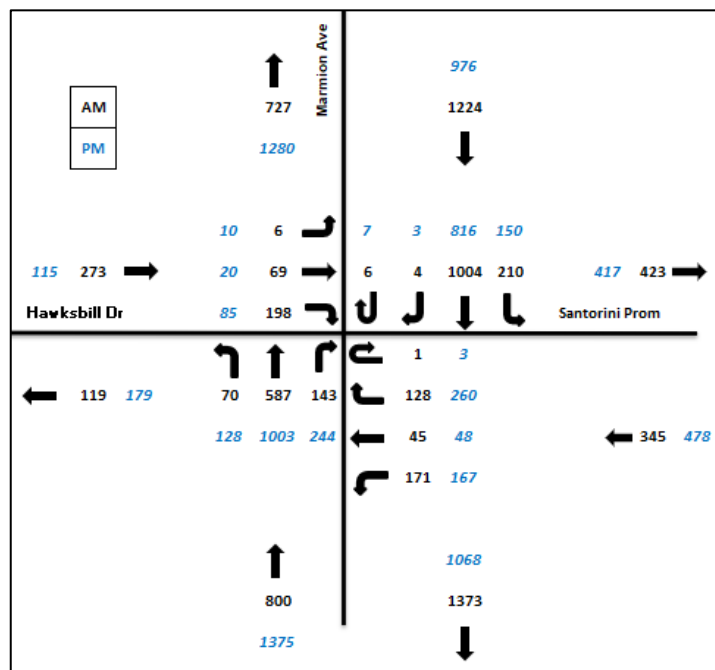 Marmion Ave
976
AM 727 1224
PM 1280
10 6 7 3 816 150
115 273 20 69 6 4 1004 210 417 423
Hawksbill Dr 85 198 Santorini Prom
1 3
119 179 70 587 143 128 260
128 1003 244 45 48 345 478
171 167
1068
800 1373
1375